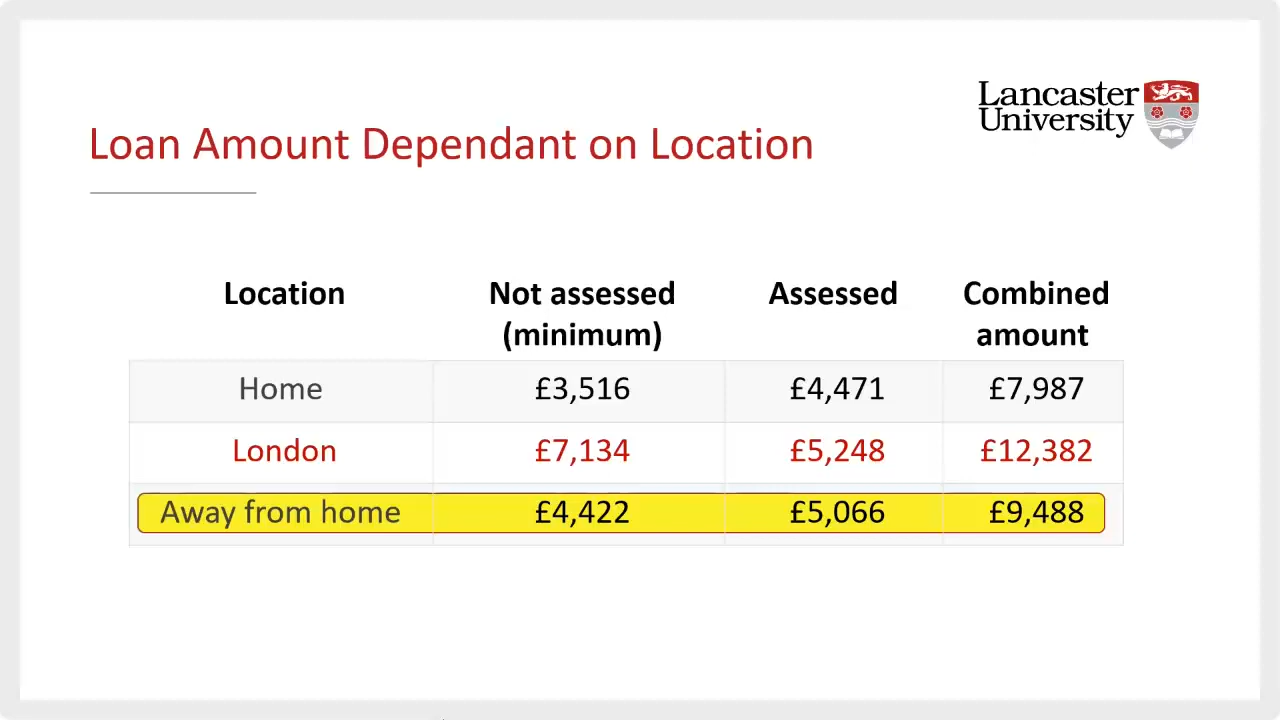 Lancaster
University
Loan Amount Dependant on Location
Location Not assessed (minimum) Assessed Combined amount
Home £3,516 £4,471 £7,987
London £7,134 £5,248 £12,382
Away from home £4,422 £5,066 £9,488